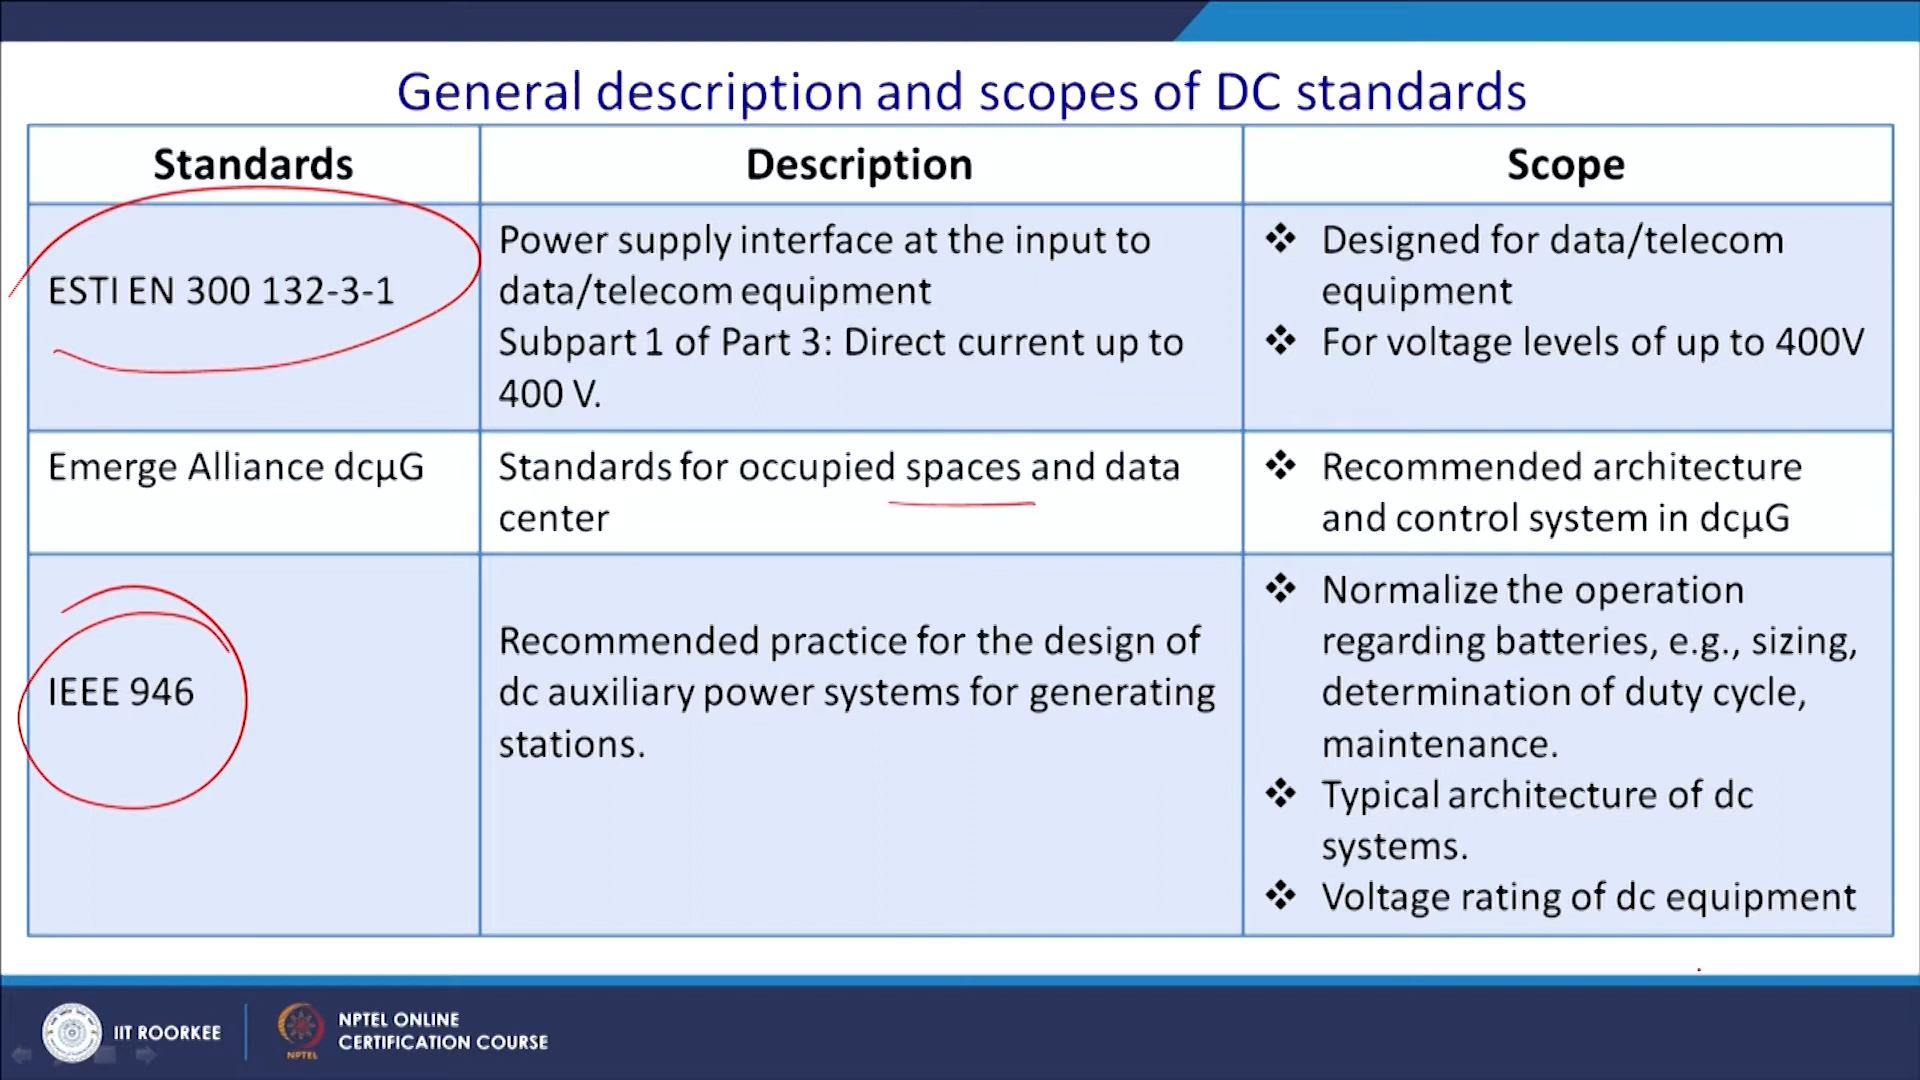 General description and scopes of DC standards
Standards
Description
Scope
ESTI EN 300 132-3-1
Power supply interface at the input to
data/telecom equipment
Subpart 1 of Part 3: Direct current up to
400 V.
❖ Designed for data/telecom
equipment
❖ For voltage levels of up to 400V
Emerge Alliance dcµG
Standards for occupied spaces and data
center
❖ Recommended architecture
and control system in dcµG
IEEE 946
Recommended practice for the design of
dc auxiliary power systems for generating
stations.
❖ Normalize the operation
regarding batteries, e.g., sizing,
determination of duty cycle,
maintenance.
❖ Typical architecture of dc
systems.
❖ Voltage rating of dc equipment
IIT ROORKEE
NPTEL
NPTEL ONLINE
CERTIFICATION COURSE